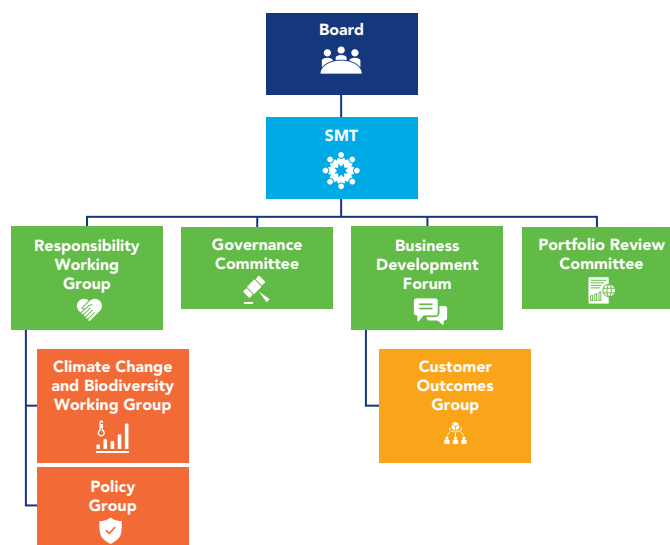 Board
SMT
Responsibility
Working
Group
Governance
Committee
Business
Development
Forum
Portfolio Review
Committee
Climate Change
and Biodiversity
Working Group
Customer
Outcomes
Group
Policy
Group